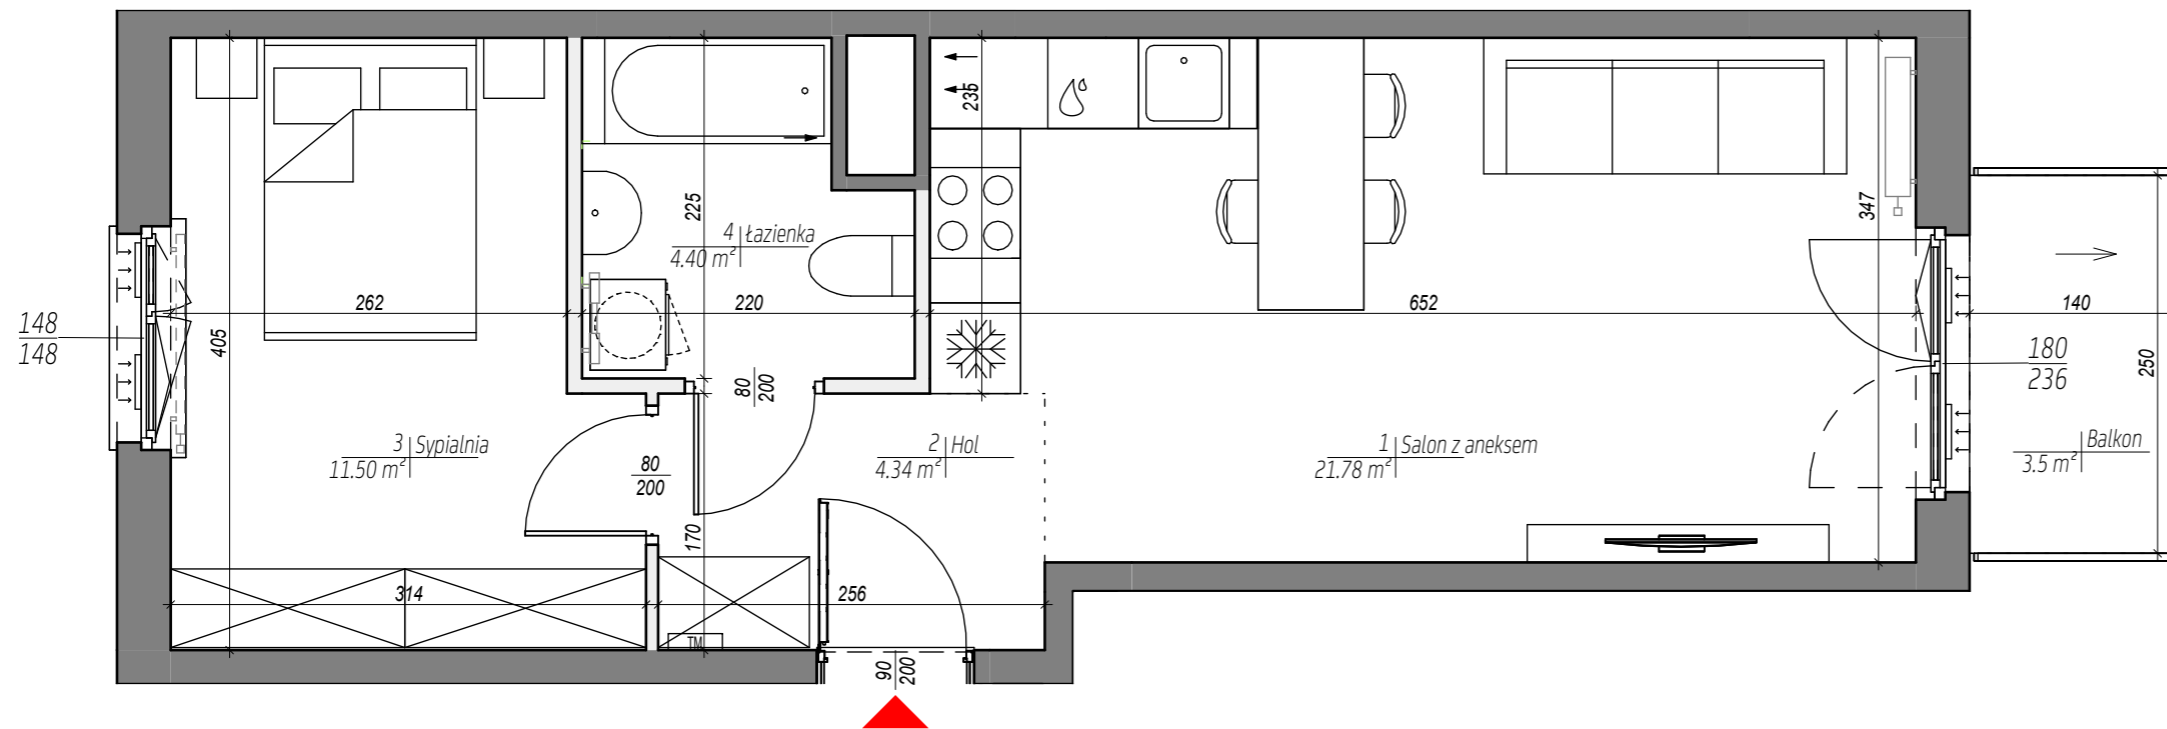 235
225
4 Łazienka
4.40 m²
347
262
220
652
140
148
148
405
80
200
180
236
250
3 Sypialnia
11.50 m²
80
200
2 Hol
4.34 m²
1 Salon z aneksem
21.78 m²
Balkon
3.5 m²
170
314
256
TM
90
200